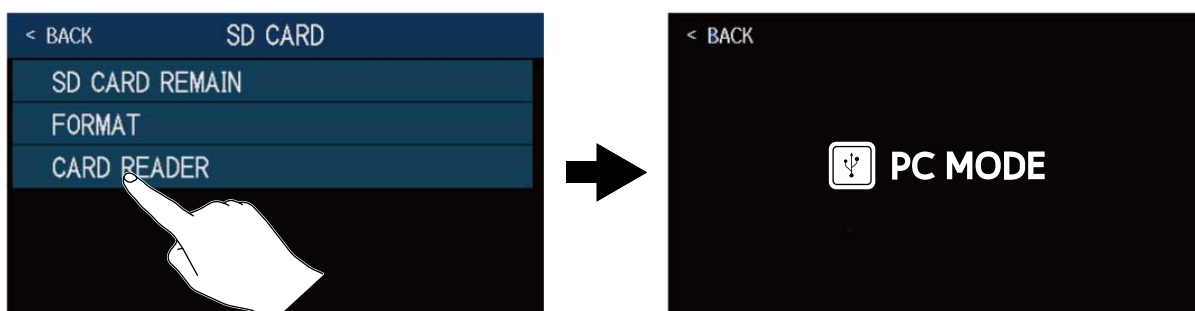 < BACK SD CARD
SD CARD REMAIN
FORMAT
CARD READER
< BACK
PC MODE